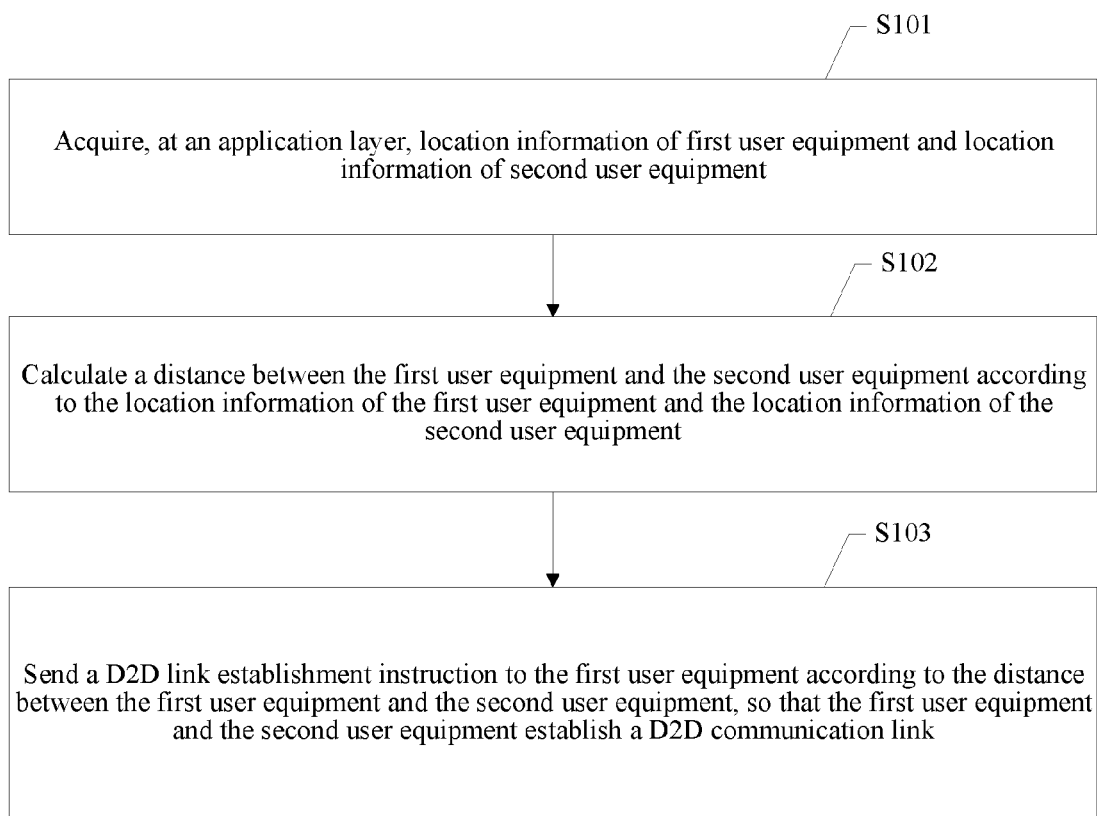 S101
Acquire, at an application layer, location information of first user equipment and location
information of second user equipment
S102
Calculate a distance between the first user equipment and the second user equipment according
to the location information of the first user equipment and the location information of the
second user equipment
S103
Send a D2D link establishment instruction to the first user equipment according to the distance
between the first user equipment and the second user equipment, so that the first user equipment
and the second user equipment establish a D2D communication link